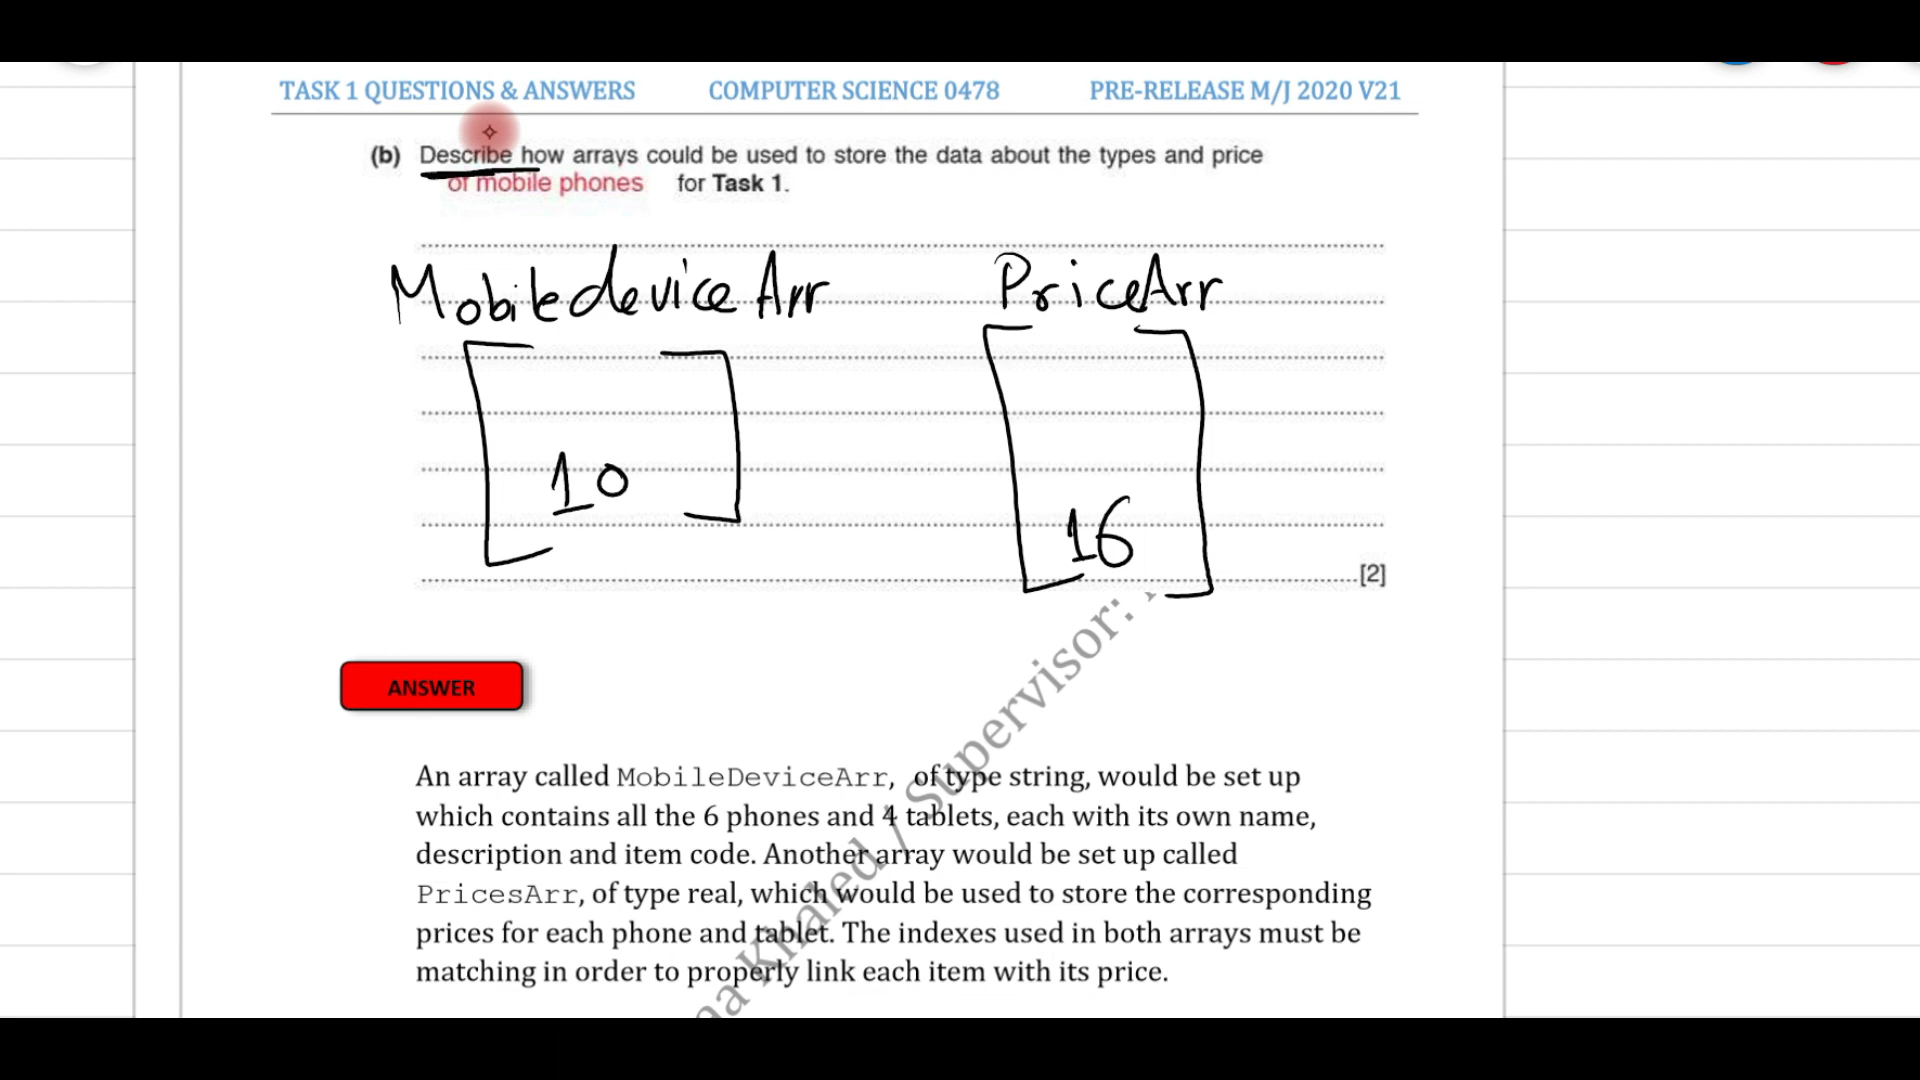 TASK 1 QUESTIONS & ANSWERS COMPUTER SCIENCE 0478 PRE-RELEASE M/J 2020 V21
(b) Describe how arrays could be used to store the data about the types and price
of mobile phones for Task 1.
MobiledeviceArr PriceArr
10
16
[2]
ANSWER
An array called MobileDeviceArr, of type string, would be set up
which contains all the 6 phones and 4 tablets, each with its own name,
description and item code. Another array would be set up called
PricesArr, of type real, which would be used to store the corresponding
prices for each phone and tablet. The indexes used in both arrays must be
matching in order to properly link each item with its price.
Khaled / Supervisor: